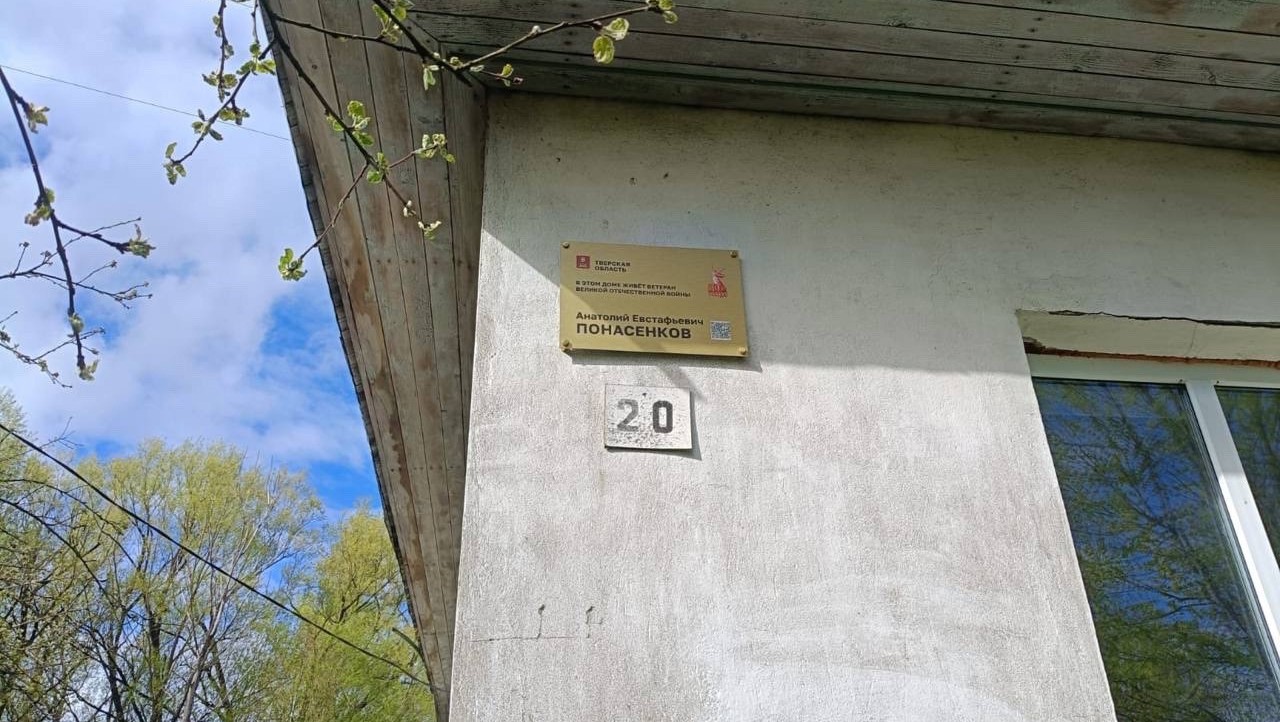 ТВЕРСКАЯ
ОБЛАСТЬ
В ЭТОМ ДОМЕ ЖИВЁТ ВЕТЕРАН
ВЕЛИКОЙ ОТЕЧЕСТВЕННОЙ ВОЙНЫ
Анатолий Евстафьевич
ПОНАСЕНКОВ
20